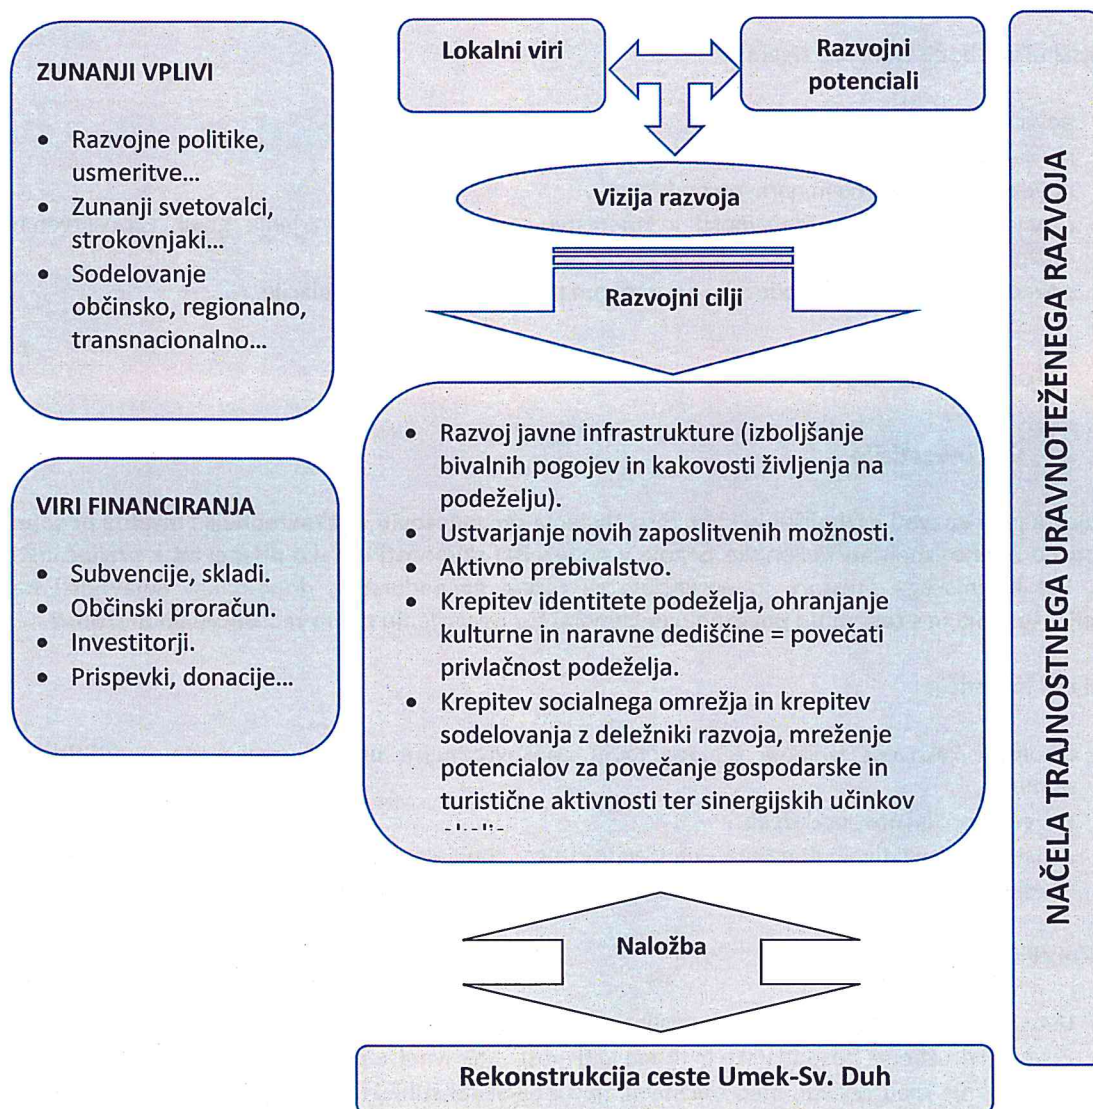 ZUNANJI VPLIVI
• Razvojne politike,
usmeritve…
• Zunanji svetovalci,
strokovnjaki…
• Sodelovanje
občinsko, regionalno,
transnacionalno…
VIRI FINANCIRANJA
• Subvencije, skladi.
• Občinski proračun.
• Investitorji.
• Prispevki, donacije…
Lokalni viri
Razvojni
potenciali
Vizija razvoja
Razvojni cilji
• Razvoj javne infrastrukture (izboljšanje
bivalnih pogojev in kakovosti življenja na
podeželju).
• Ustvarjanje novih zaposlitvenih možnosti.
• Aktivno prebivalstvo.
• Krepitev identitete podeželja, ohranjanje
kulturne in naravne dediščine = povečati
privlačnost podeželja.
• Krepitev socialnega omrežja in krepitev
sodelovanja z deležniki razvoja, mreženje
potencialov za povečanje gospodarske in
turistične aktivnosti ter sinergijskih učinkov
Naložba
Rekonstrukcija ceste Umek-Sv. Duh
NAČELA TRAJNOSTNEGA URAVNOTEŽENEGA RAZVOJA